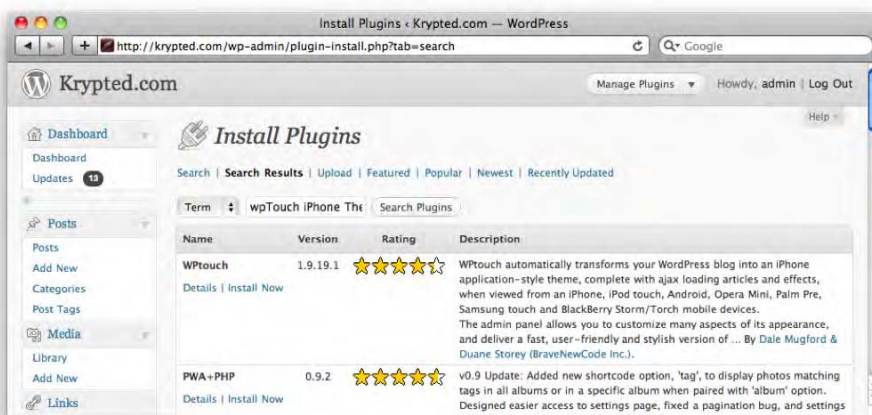 Install Plugins ‹ Krypted.com — WordPress
http://krypted.com/wp-admin/plugin-install.php?tab=search
Google
Krypted.com
Manage Plugins
Howdy, admin | Log Out
Help
Dashboard
Dashboard
Updates 13
Posts
Posts
Add New
Categories
Post Tags
Media
Library
Add New
Links
Install Plugins
Search | Search Results | Upload | Featured | Popular | Newest | Recently Updated
Term wpTouch iPhone The Search Plugins
Name Version Rating Description
WPtouch 1.9.19.1
Details | Install Now
WPtouch automatically transforms your WordPress blog into an iPhone
application-style theme, complete with ajax loading articles and effects,
when viewed from an iPhone, iPod touch, Android, Opera Mini, Palm Pre,
Samsung touch and BlackBerry Storm/Torch mobile devices.
The admin panel allows you to customize many aspects of its appearance,
and deliver a fast, user-friendly and stylish version of ... By Dale Mugford &
Duane Storey (BraveNewCode Inc.).
PWA+PHP 0.9.2
Details | Install Now
v0.9 Update: Added new shortcode option, 'tag', to display photos matching
tags in all albums or in a specific album when paired with 'album' option.
Designed easier access to settings page, fixed a pagination bug, and settings